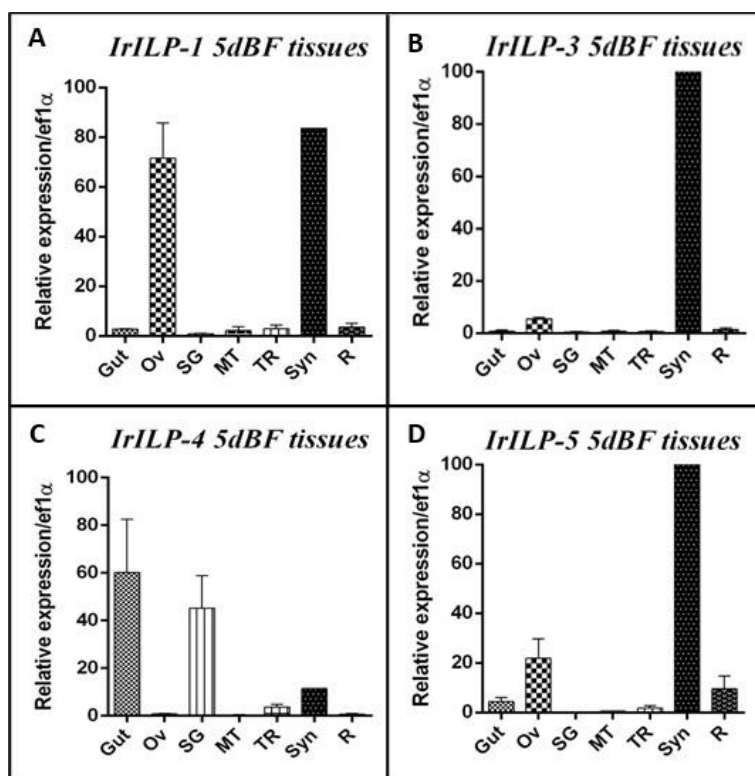 A
IrILP-1 5dBF tissues
Relative expression/ef1α
100
80
60
40
20
0
Gut Ov SG MT TR Syn R
B
IrILP-3 5dBF tissues
Relative expression/ef1α
100
80
60
40
20
0
Gut Ov SG MT TR Syn R
C
IrILP-4 5dBF tissues
Relative expression/ef1α
100
80
60
40
20
0
Gut Ov SG MT TR Syn R
D
IrILP-5 5dBF tissues
Relative expression/ef1α
100
80
60
40
20
0
Gut Ov SG MT TR Syn R